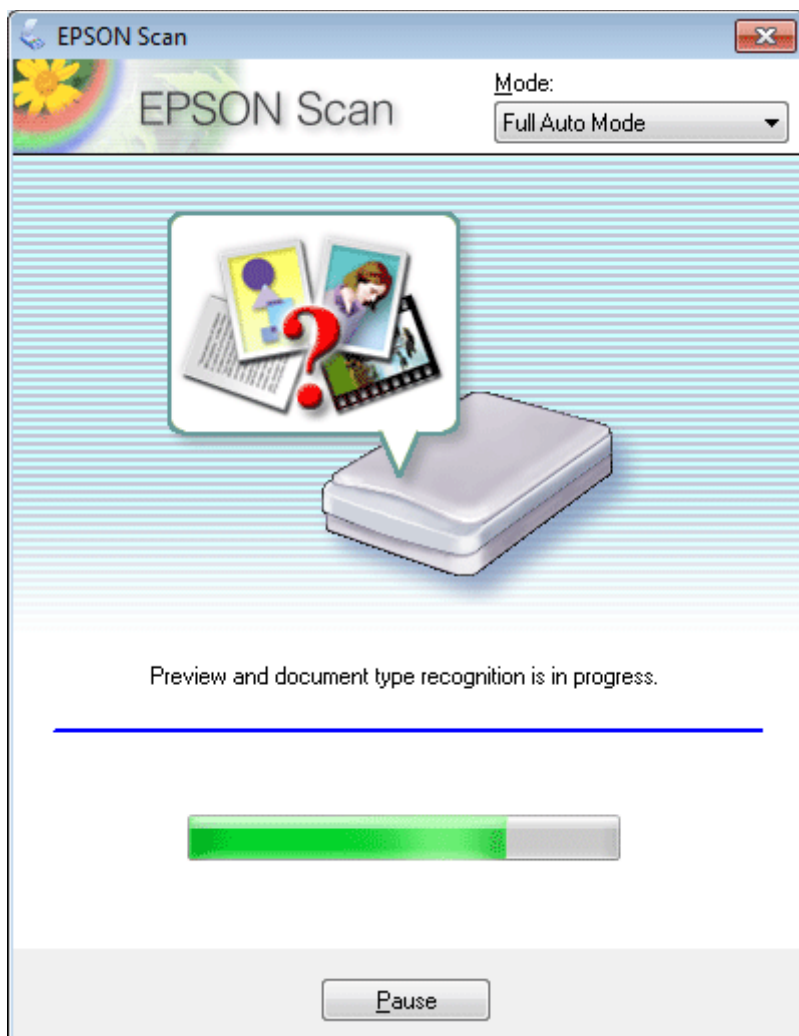 EPSON Scan
EPSON Scan
Mode:
Full Auto Mode
Preview and document type recognition is in progress.
Pause